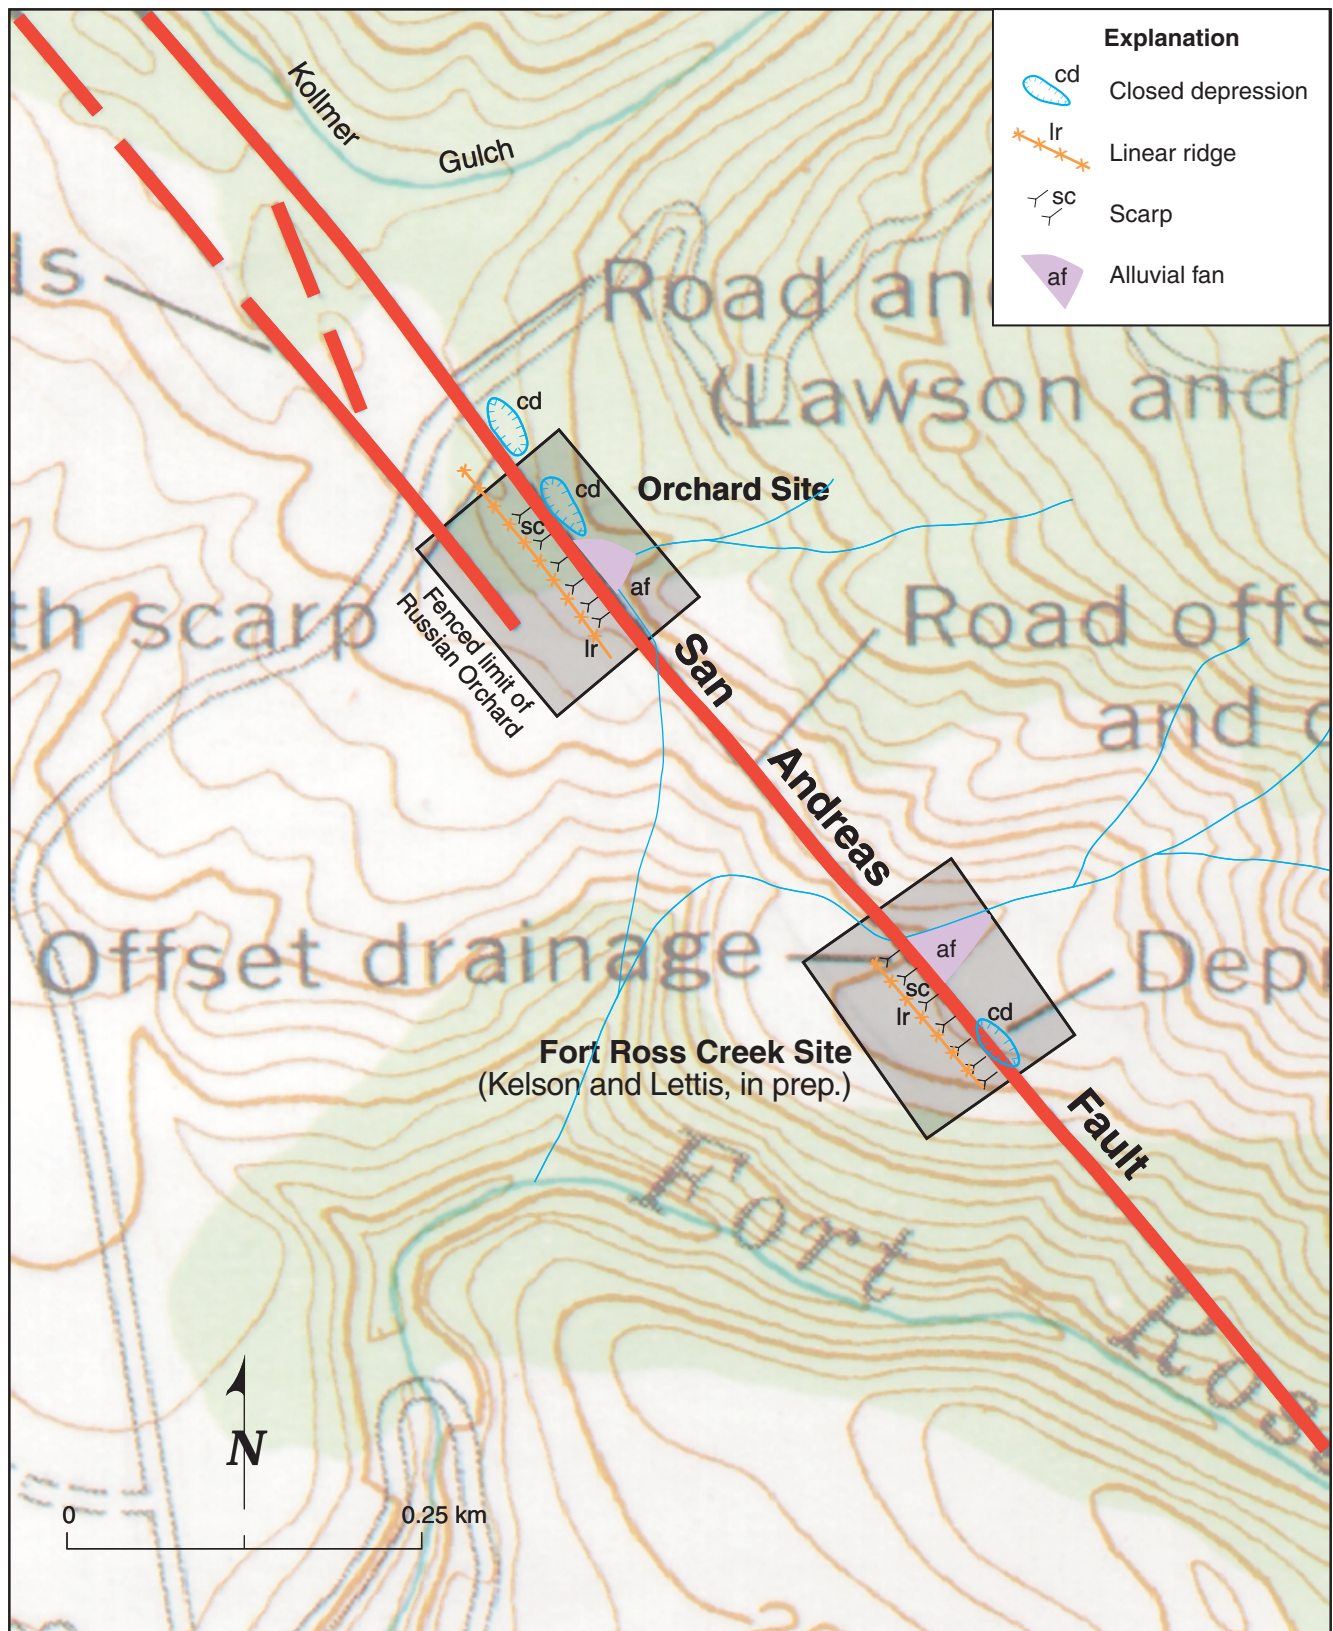 Explanation
cd
Closed depression
lr
Linear ridge
sc
Scarp
af
Alluvial fan
Kollmer
Gulch
ds
Road and
(Lawson and
cd
cd
Orchard Site
sc
af
lr
Fenced limit of
Russian Orchard
th scarp
Road offs
and
San
Andreas
Fault
Offset drainage
af
sc
lr
cd
Dep
Fort Ross Creek Site
(Kelson and Lettis, in prep.)
Fort
Ross
N
0
0.25 km